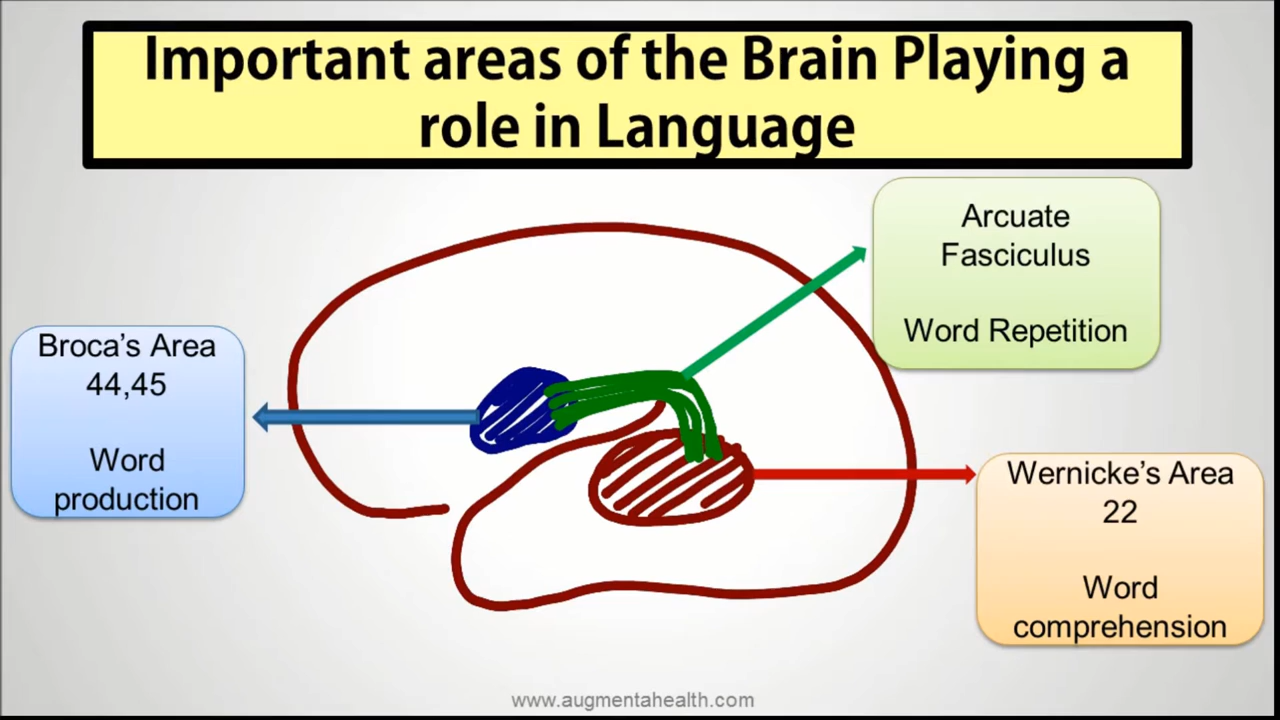 Important areas of the Brain Playing a
role in Language
Arcuate
Fasciculus
Word Repetition
Broca’s Area
44,45
Word
production
Wernicke’s Area
22
Word
comprehension
www.augmentahealth.com